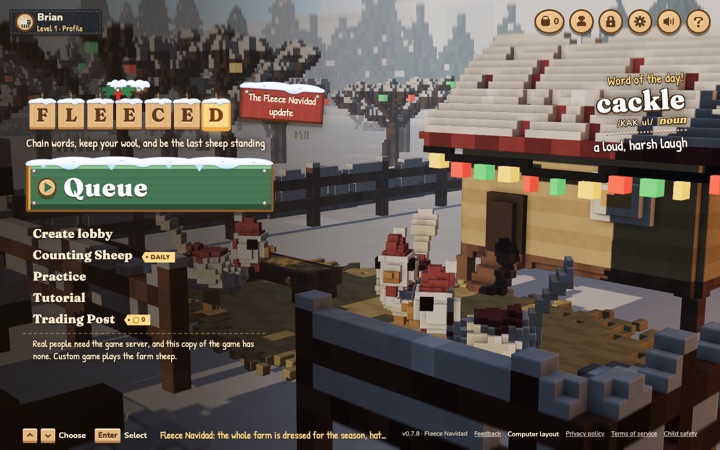 Brian
Level 1 · Profile
0
?
FLEECED
The Fleece Navidad
update
Chain words, keep your wool, and be the last sheep standing
Queue
Create lobby
Counting Sheep
DAILY
Practice
Tutorial
Trading Post
0
Real people need the game server, and this copy of the game has
none. Custom game plays the farm sheep.
Word of the day!
cackle
/KAK ul/ noun
a loud, harsh laugh
Choose
Enter Select
Fleece Navidad: the whole farm is dressed for the season, hat...
v0.7.8 · Fleece Navidad
Feedback
Computer layout
Privacy policy
Terms of service
Child safety